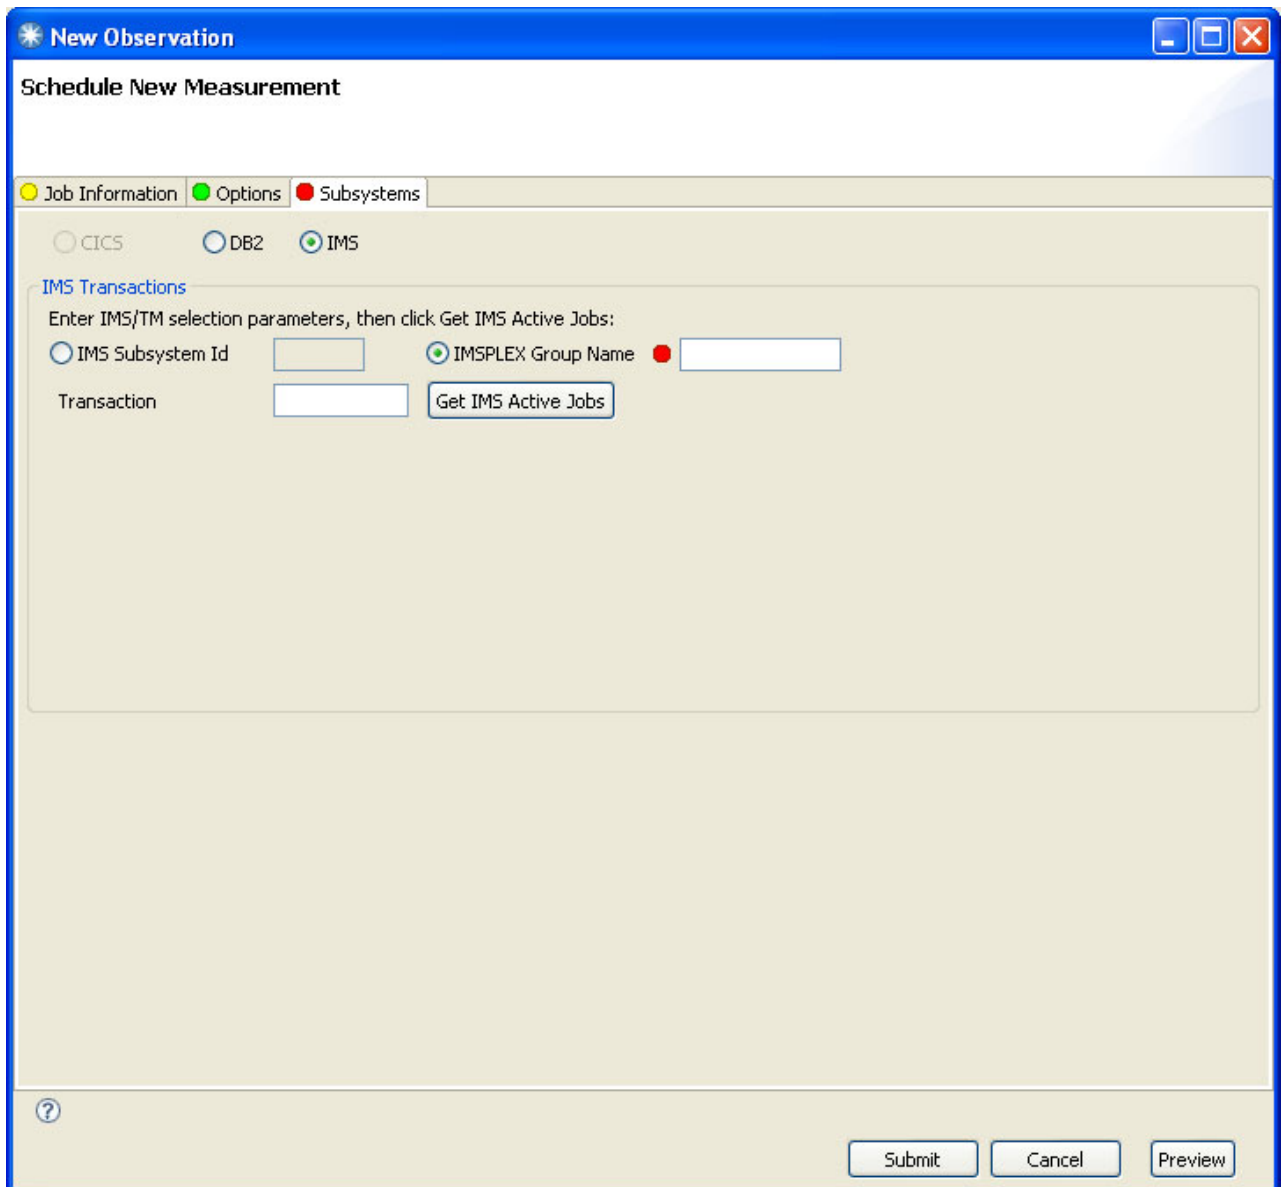 New Observation
Schedule New Measurement
Job Information Options Subsystems
CICS DB2 IMS
IMS Transactions
Enter IMS/TM selection parameters, then click Get IMS Active Jobs:
IMS Subsystem Id IMSPLEX Group Name
Transaction Get IMS Active Jobs
?
Submit Cancel Preview